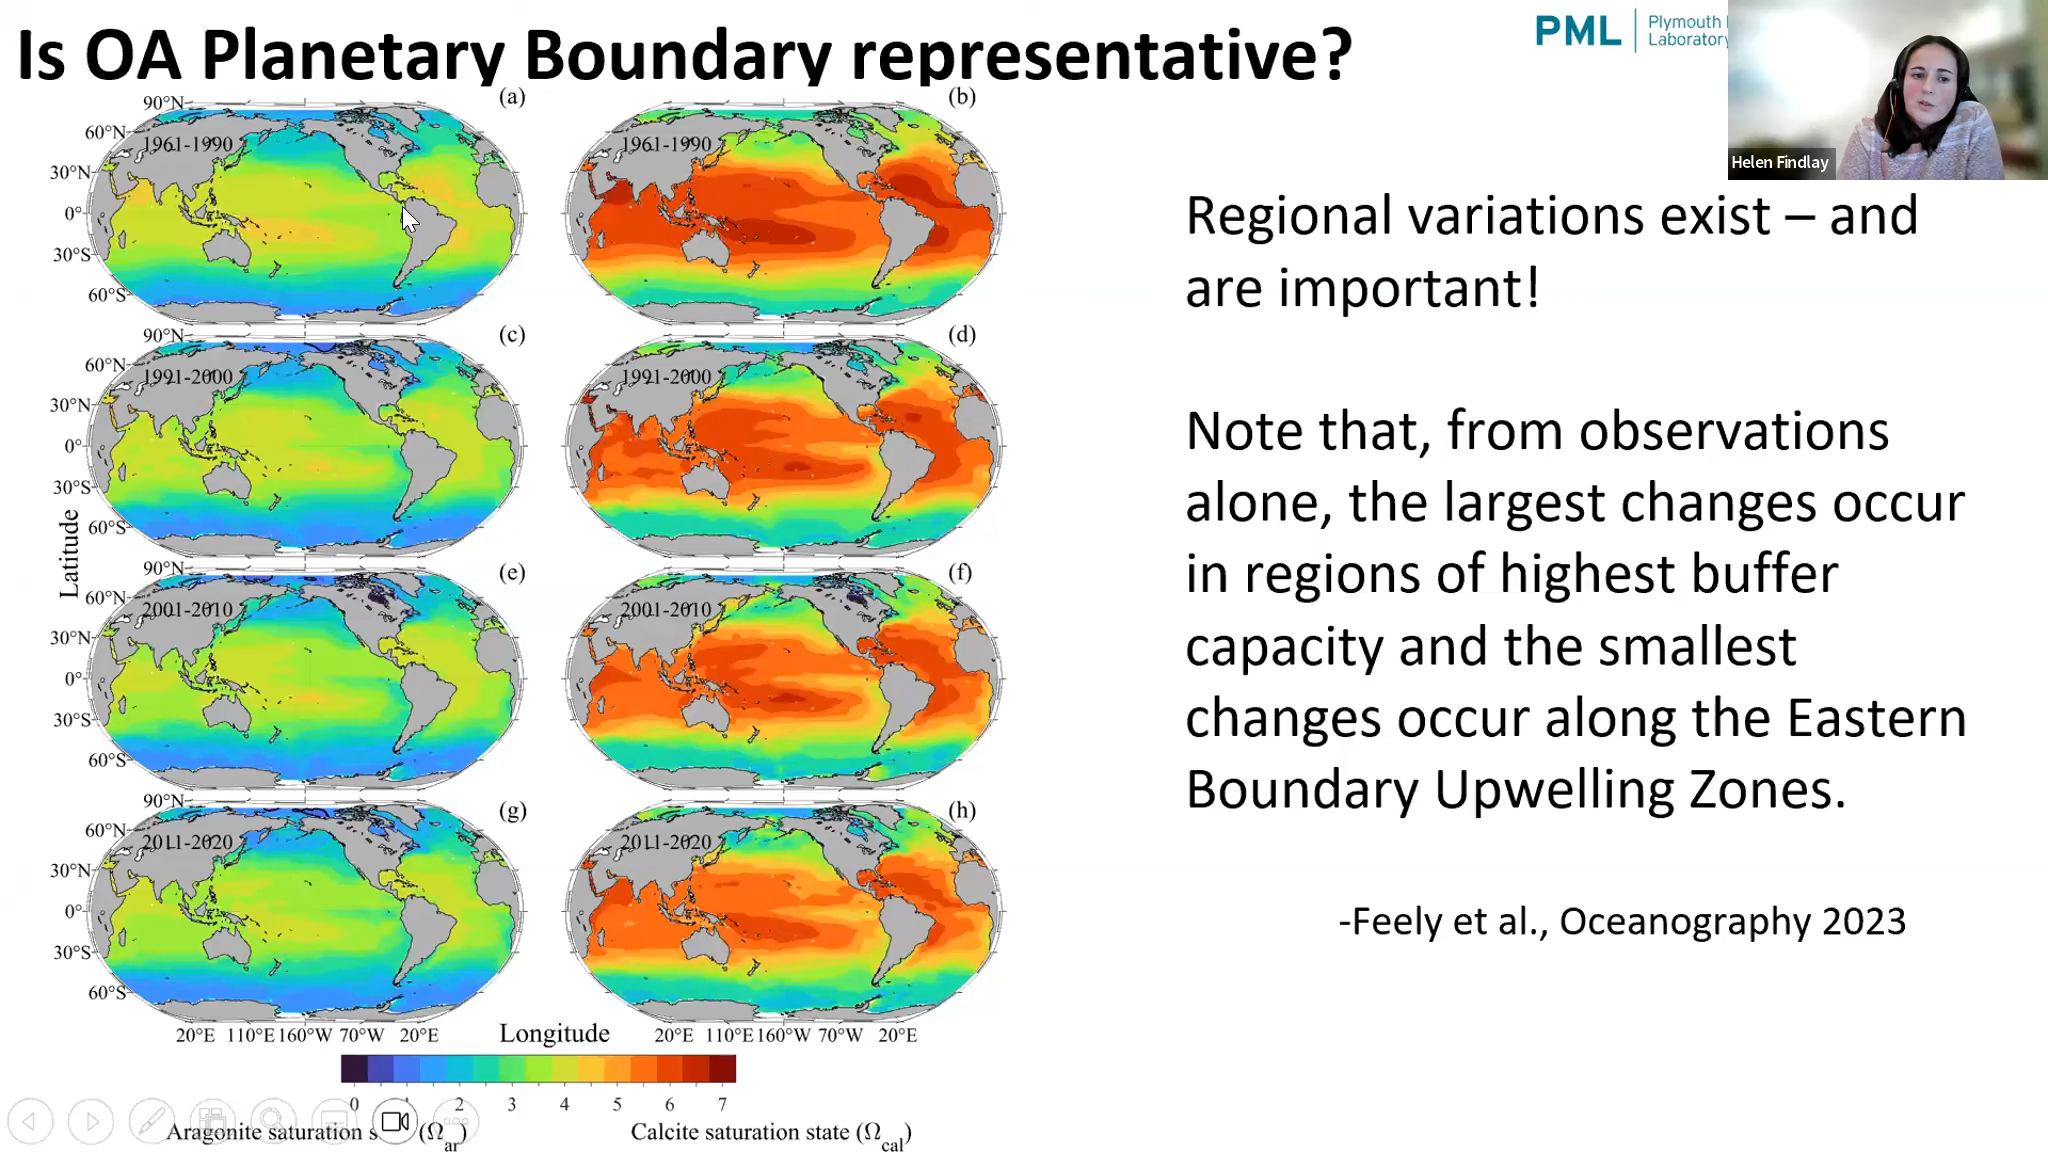 Is OA Planetary Boundary representative?
PML
Plymouth
Laboratory
Helen Findlay
(a)
(b)
90°N
60°N
30°N
0°
30°S
60°S
1961-1990
1961-1990
(c)
(d)
90°N
60°N
30°N
0°
30°S
60°S
1991-2000
1991-2000
(e)
(f)
90°N
60°N
30°N
0°
30°S
60°S
2001-2010
2001-2010
(g)
(h)
90°N
60°N
30°N
0°
30°S
60°S
2011-2020
2011-2020
Latitude
20°E 110°E 160°W 70°W 20°E
20°E 110°E 160°W 70°W 20°E
Longitude
0 2 3 4 5 6 7
Aragonite saturation (Ωar)
Calcite saturation state (Ωcal)
Regional variations exist – and
are important!
Note that, from observations
alone, the largest changes occur
in regions of highest buffer
capacity and the smallest
changes occur along the Eastern
Boundary Upwelling Zones.
-Feely et al., Oceanography 2023